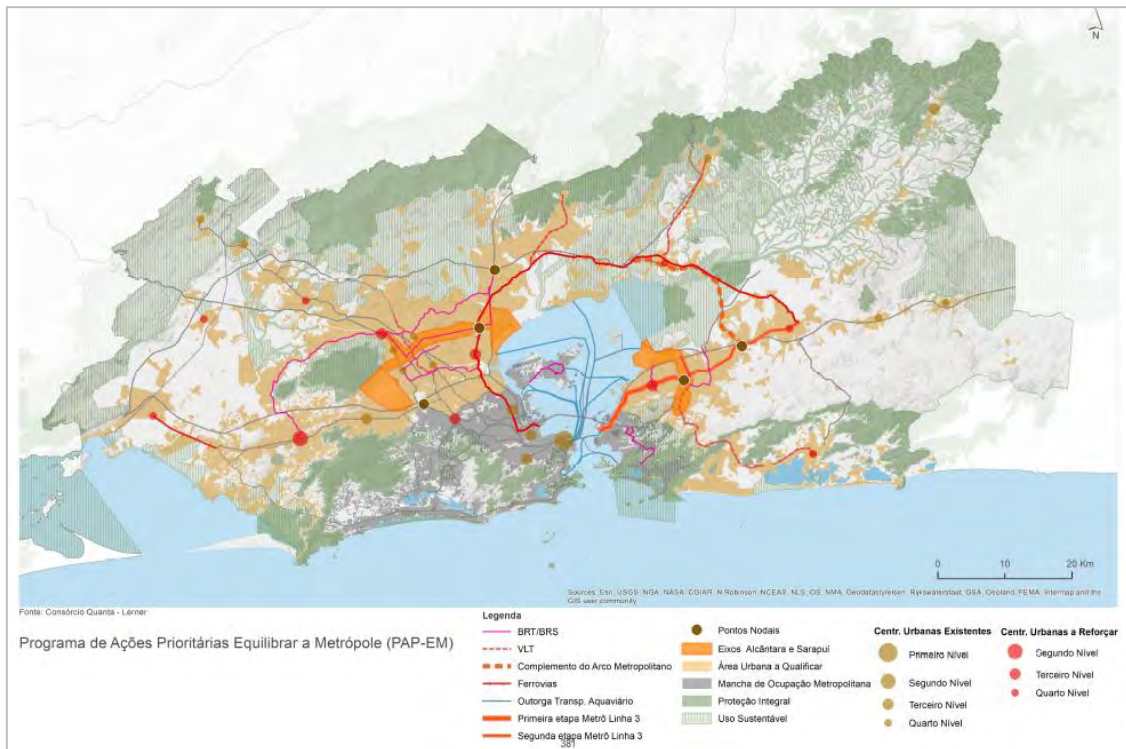 N
0 10 20 Km
Sources: Esri, USGS, NGA, NASA, CGIAR, N Robinson, NCEAS, NLS, OS, NMA, Geodatastyrelsen, Rijkswaterstaat, GSA, Geoland, FEMA, Intermap and the
GIS user community
Fonte: Consórcio Quanta - Lerner
Programa de Ações Prioritárias Equilibrar a Metrópole (PAP-EM)
Legenda
BRT/BRS
VLT
Complemento do Arco Metropolitano
Ferrovias
Outorga Transp. Aquaviário
Primeira etapa Metrô Linha 3
Segunda etapa Metrô Linha 3
Pontos Nodais
Eixos Alcântara e Sarapuí
Área Urbana a Qualificar
Mancha de Ocupação Metropolitana
Proteção Integral
Uso Sustentável
Centr. Urbanas Existentes
Primeiro Nível
Segundo Nível
Terceiro Nível
Quarto Nível
Centr. Urbanas a Reforçar
Segundo Nível
Terceiro Nível
Quarto Nível
381